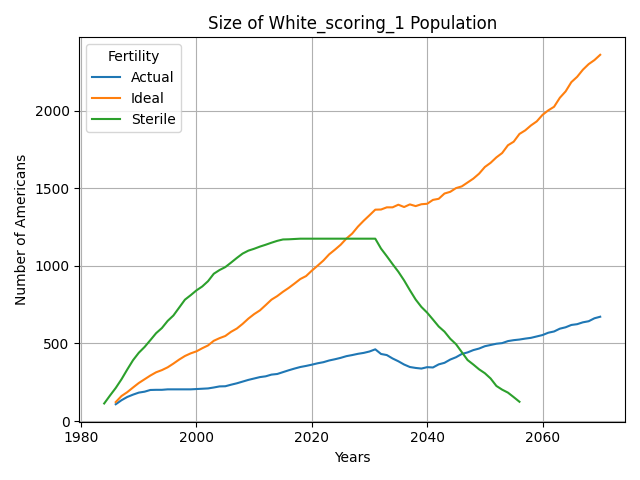 Size of White_scoring_1 Population
Fertility
Actual
Ideal
Sterile
Number of Americans
2000
1500
1000
500
0
1980
2000
2020
2040
2060
Years